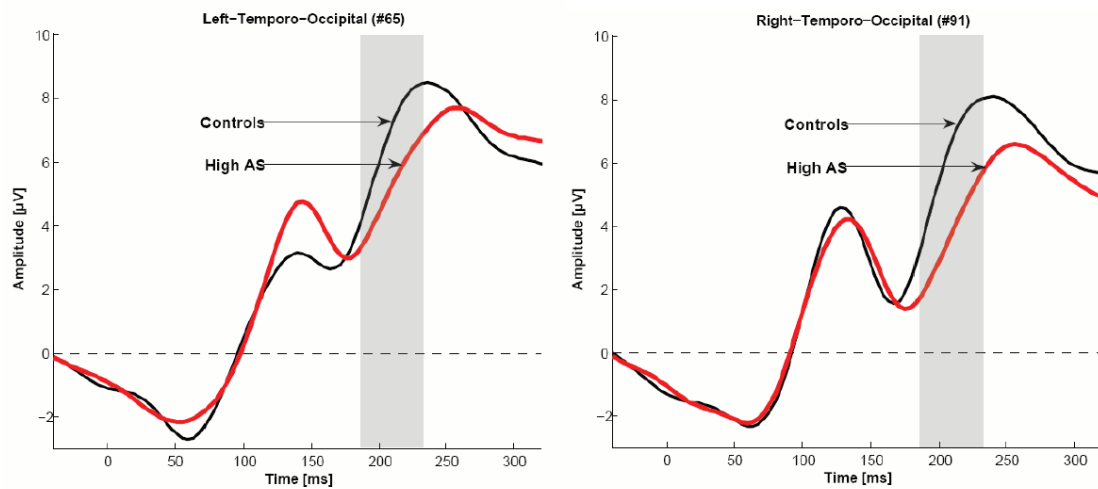 Left-Temporo-Occipital (#65)
10
8
6
4
2
0
-2
Amplitude [µV]
Controls
High AS
0 50 100 150 200 250 300
Time [ms]
Right-Temporo-Occipital (#91)
10
8
6
4
2
0
-2
Amplitude [µV]
Controls
High AS
0 50 100 150 200 250 300
Time [ms]